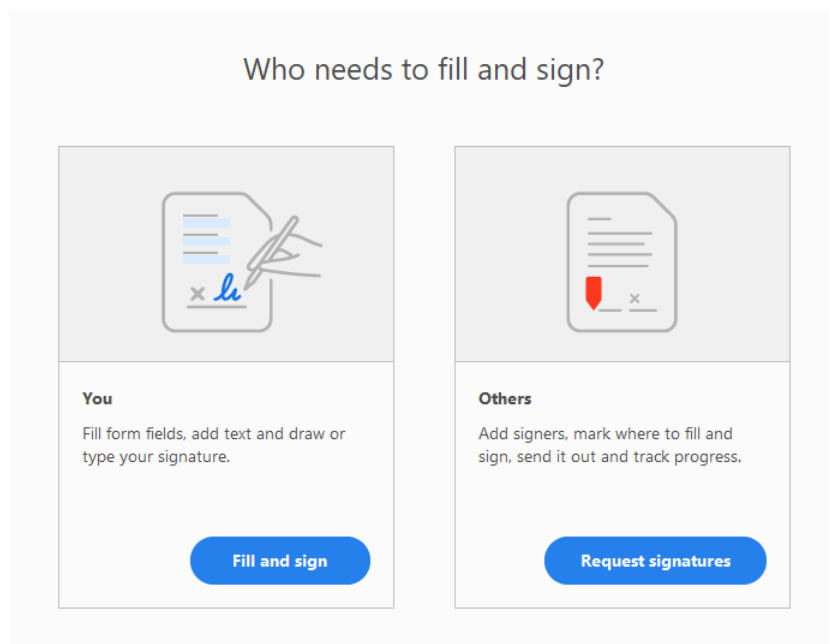 Who needs to fill and sign?
You
Fill form fields, add text and draw or
type your signature.
Fill and sign
Others
Add signers, mark where to fill and
sign, send it out and track progress.
Request signatures